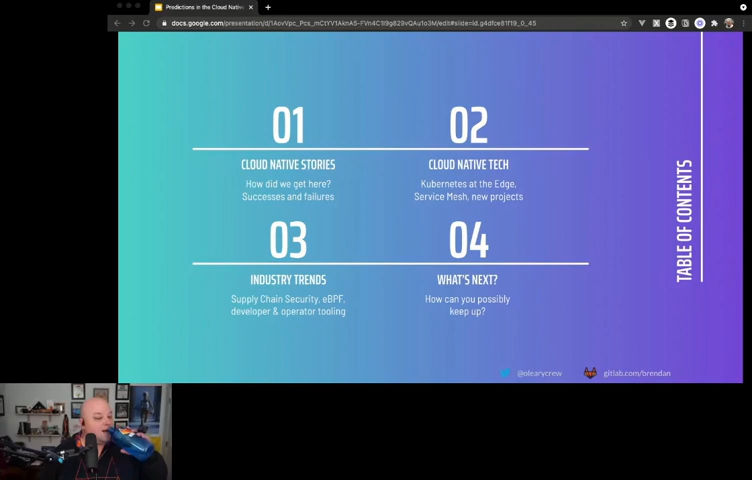 Predictions in the Cloud Native
docs.google.com/presentation/d/1AovVpc_Pcs_mCtYV1AknA5-FVn4C1l9g829vQAu1o3M/edit#slide=id.g4dfce81f19_0_45
01
CLOUD NATIVE STORIES
How did we get here?
Successes and failures
02
CLOUD NATIVE TECH
Kubernetes at the Edge,
Service Mesh, new projects
03
INDUSTRY TRENDS
Supply Chain Security, eBPF,
developer & operator tooling
04
WHAT'S NEXT?
How can you possibly
keep up?
TABLE OF CONTENTS
@olearycrew
gitlab.com/brendan